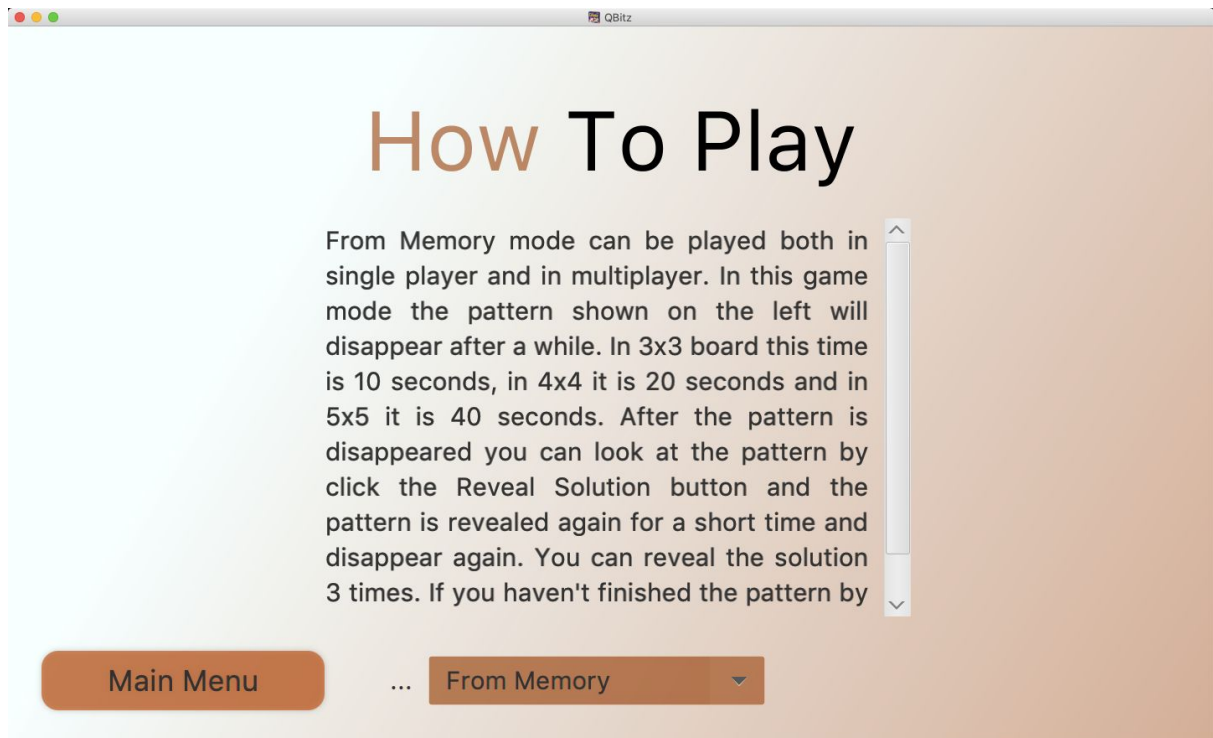 QBitz
How To Play
From Memory mode can be played both in
single player and in multiplayer. In this game
mode the pattern shown on the left will
disappear after a while. In 3x3 board this time
is 10 seconds, in 4x4 it is 20 seconds and in
5x5 it is 40 seconds. After the pattern is
disappeared you can look at the pattern by
click the Reveal Solution button and the
pattern is revealed again for a short time and
disappear again. You can reveal the solution
3 times. If you haven't finished the pattern by
Main Menu
... From Memory